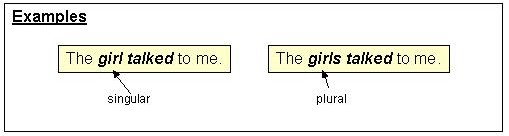 Examples
The girl talked to me. The girls talked to me.
singular plural